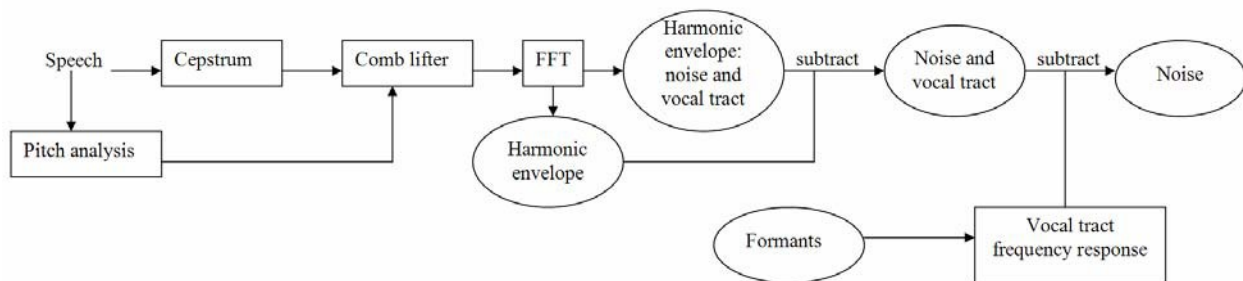 Speech
Cepstrum
Comb lifter
FFT
Harmonic
envelope:
noise and
vocal tract
subtract
Noise and
vocal tract
subtract
Noise
Pitch analysis
Harmonic
envelope
Formants
Vocal tract
frequency response